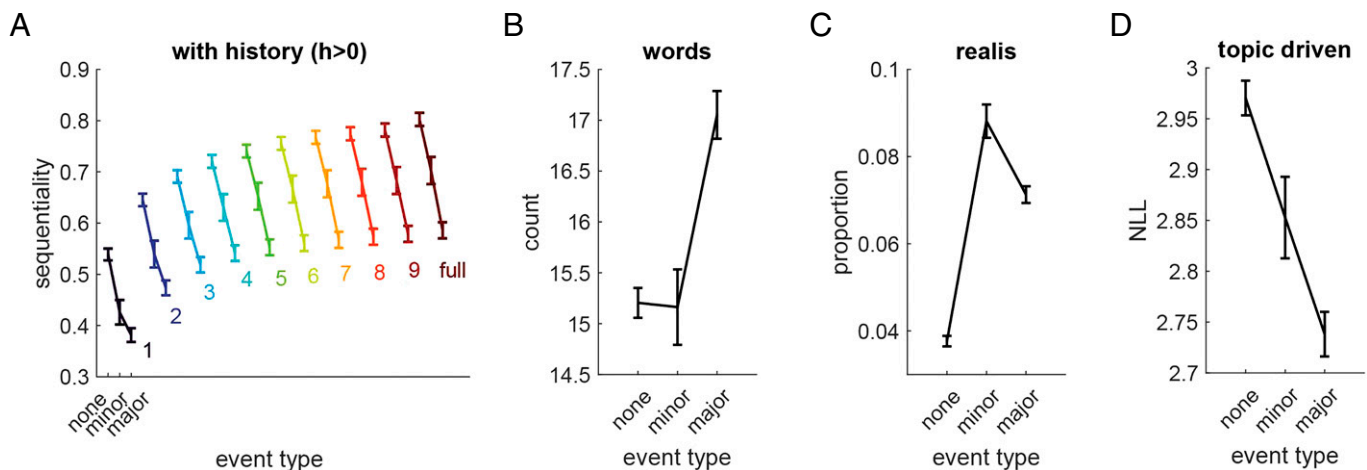 A
with history (h>0)
sequentiality
0.9
0.8
0.7
0.6
0.5
0.4
0.3
1
2
3
4
5
6
7
8
9
full
none
minor
major
event type
B
words
count
17.5
17
16.5
16
15.5
15
14.5
none
minor
major
event type
C
realis
proportion
0.1
0.08
0.06
0.04
none
minor
major
event type
D
topic driven
NLL
3
2.95
2.9
2.85
2.8
2.75
2.7
none
minor
major
event type